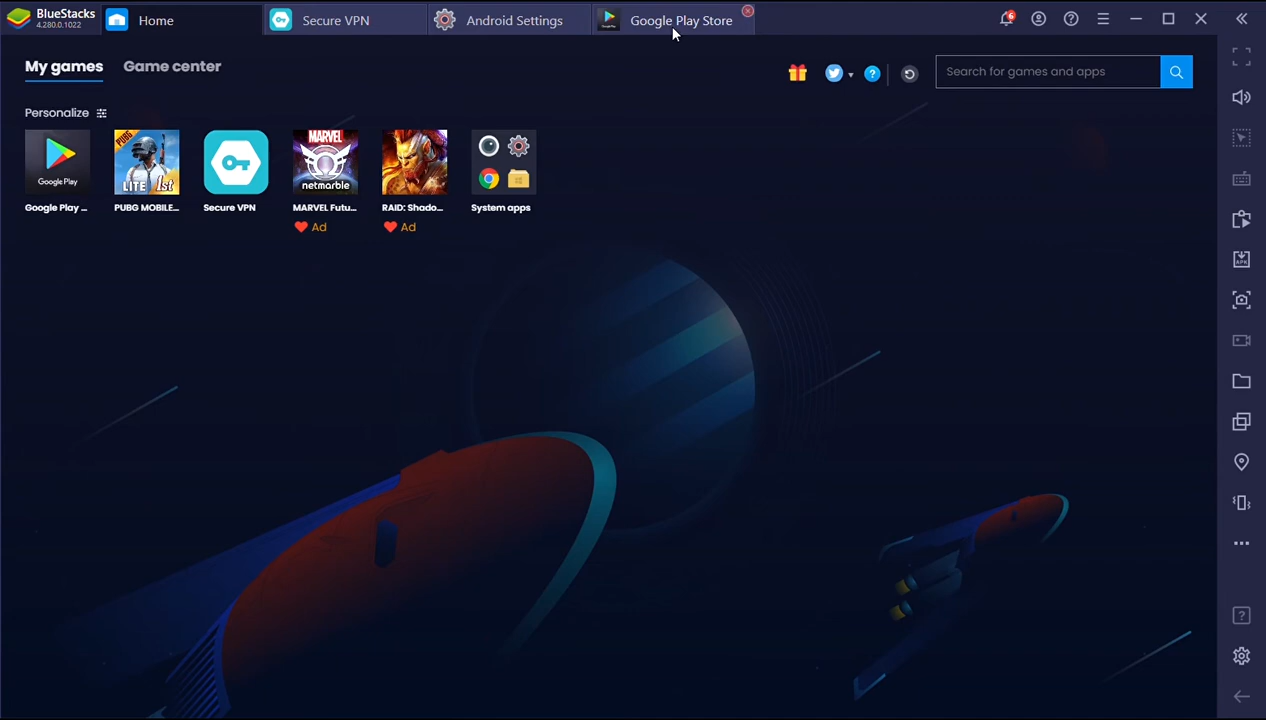 BlueStacks
4.280.0.1022
Home
Secure VPN
Android Settings
Google Play Store
6
My games
Game center
Search for games and apps
Personalize
Google Play
PUBG
LITE
1st
MARVEL
netmarble
Google Play ...
PUBG MOBILE...
Secure VPN
MARVEL Futu...
RAID: Shado...
System apps
Ad
Ad
APK